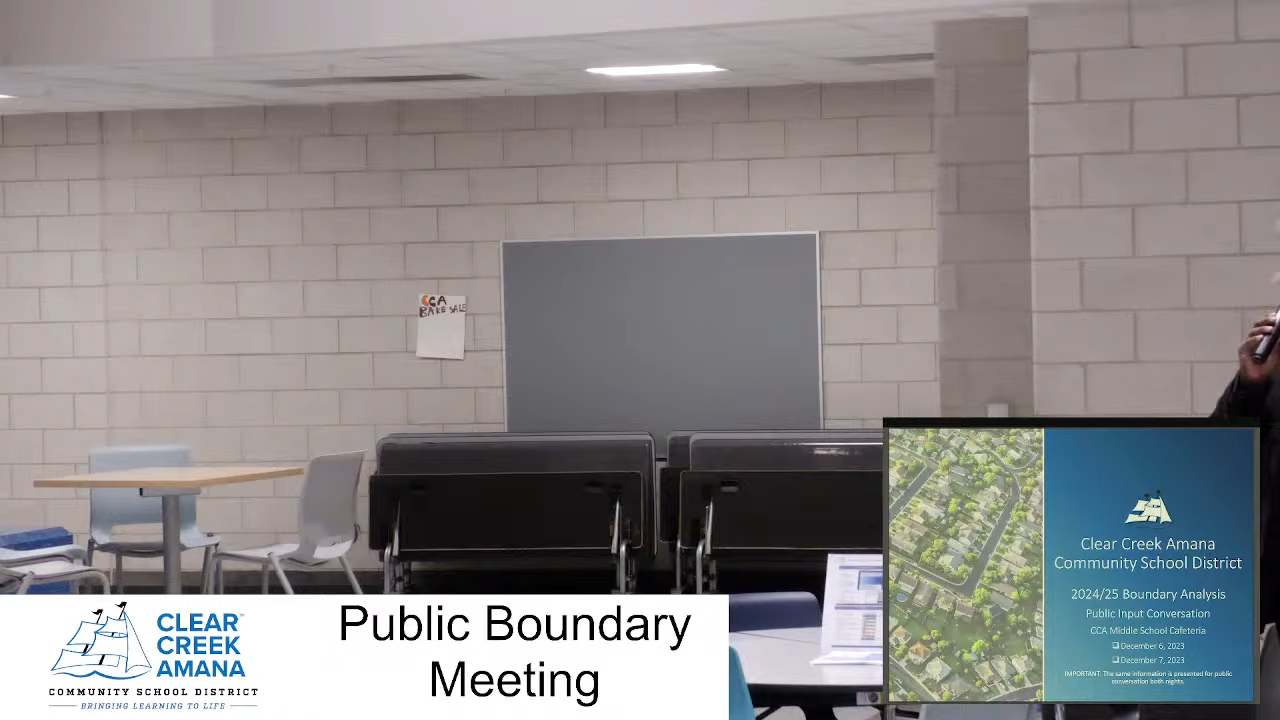 CCA
BAKE SALE
CLEAR™
CREEK
AMANA
COMMUNITY SCHOOL DISTRICT
BRINGING LEARNING TO LIFE
Public Boundary
Meeting
Clear Creek Amana
Community School District
2024/25 Boundary Analysis
Public Input Conversation
CCA Middle School Cafeteria
❑ December 6, 2023
❑ December 7, 2023
IMPORTANT: The same information is presented for public
conversation both nights.